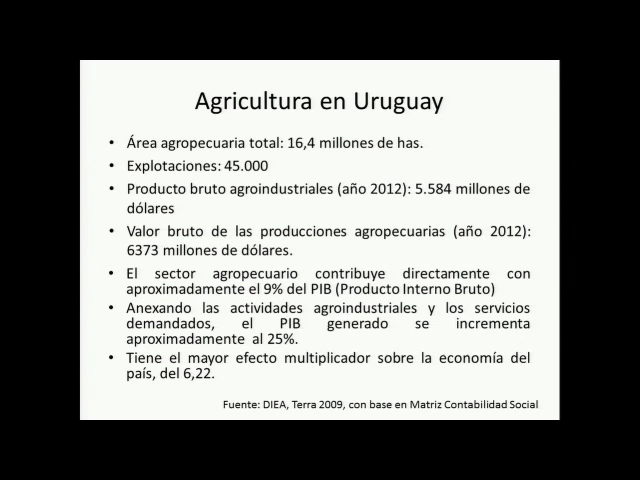 Agricultura en Uruguay
• Área agropecuaria total: 16,4 millones de has.
• Explotaciones: 45.000
• Producto bruto agroindustriales (año 2012): 5.584 millones de
dólares
• Valor bruto de las producciones agropecuarias (año 2012):
6373 millones de dólares.
• El sector agropecuario contribuye directamente con
aproximadamente el 9% del PIB (Producto Interno Bruto)
• Anexando las actividades agroindustriales y los servicios
demandados, el PIB generado se incrementa
aproximadamente al 25%.
• Tiene el mayor efecto multiplicador sobre la economía del
país, del 6,22.
Fuente: DIEA, Terra 2009, con base en Matriz Contabilidad Social